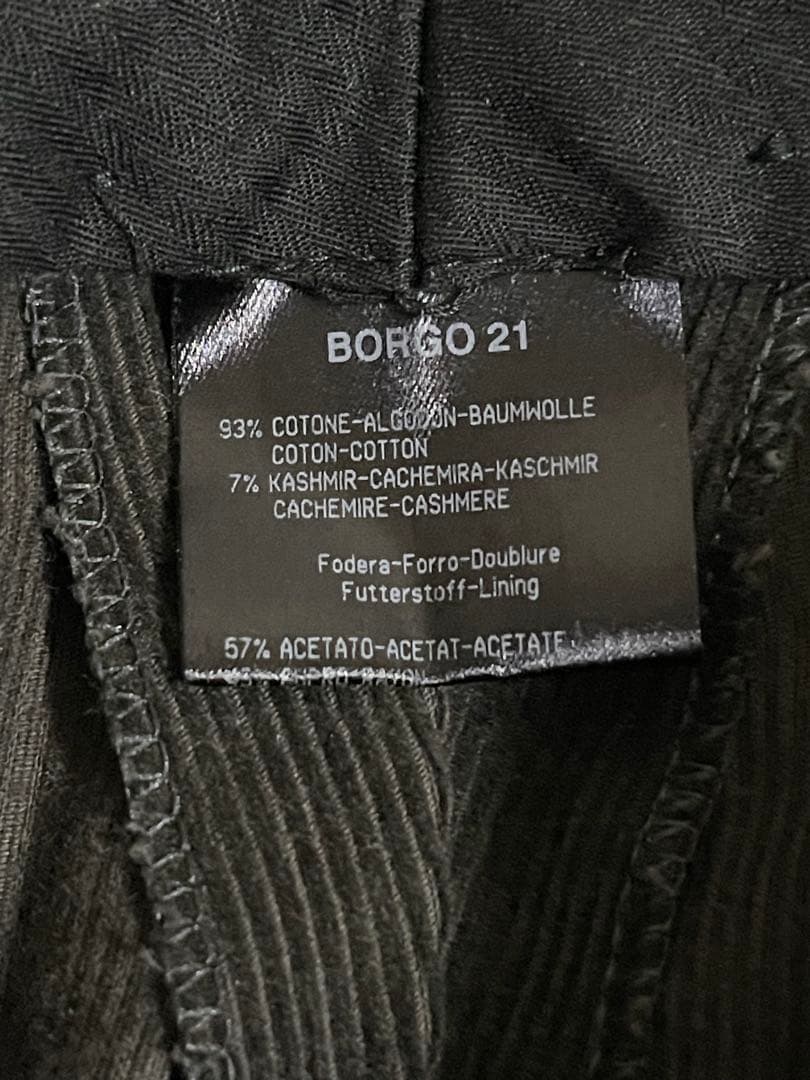 BORGO 21
93% COTONE-ALGODON-BAUMWOLLE
COTON-COTTON
7% KASHMIR-CACHEMIRA-KASCHMIR
CACHEMIRE-CASHMERE
Fodera-Forro-Doublure
Futterstoff-Lining
57% ACETATO-ACETAT-ACETATE